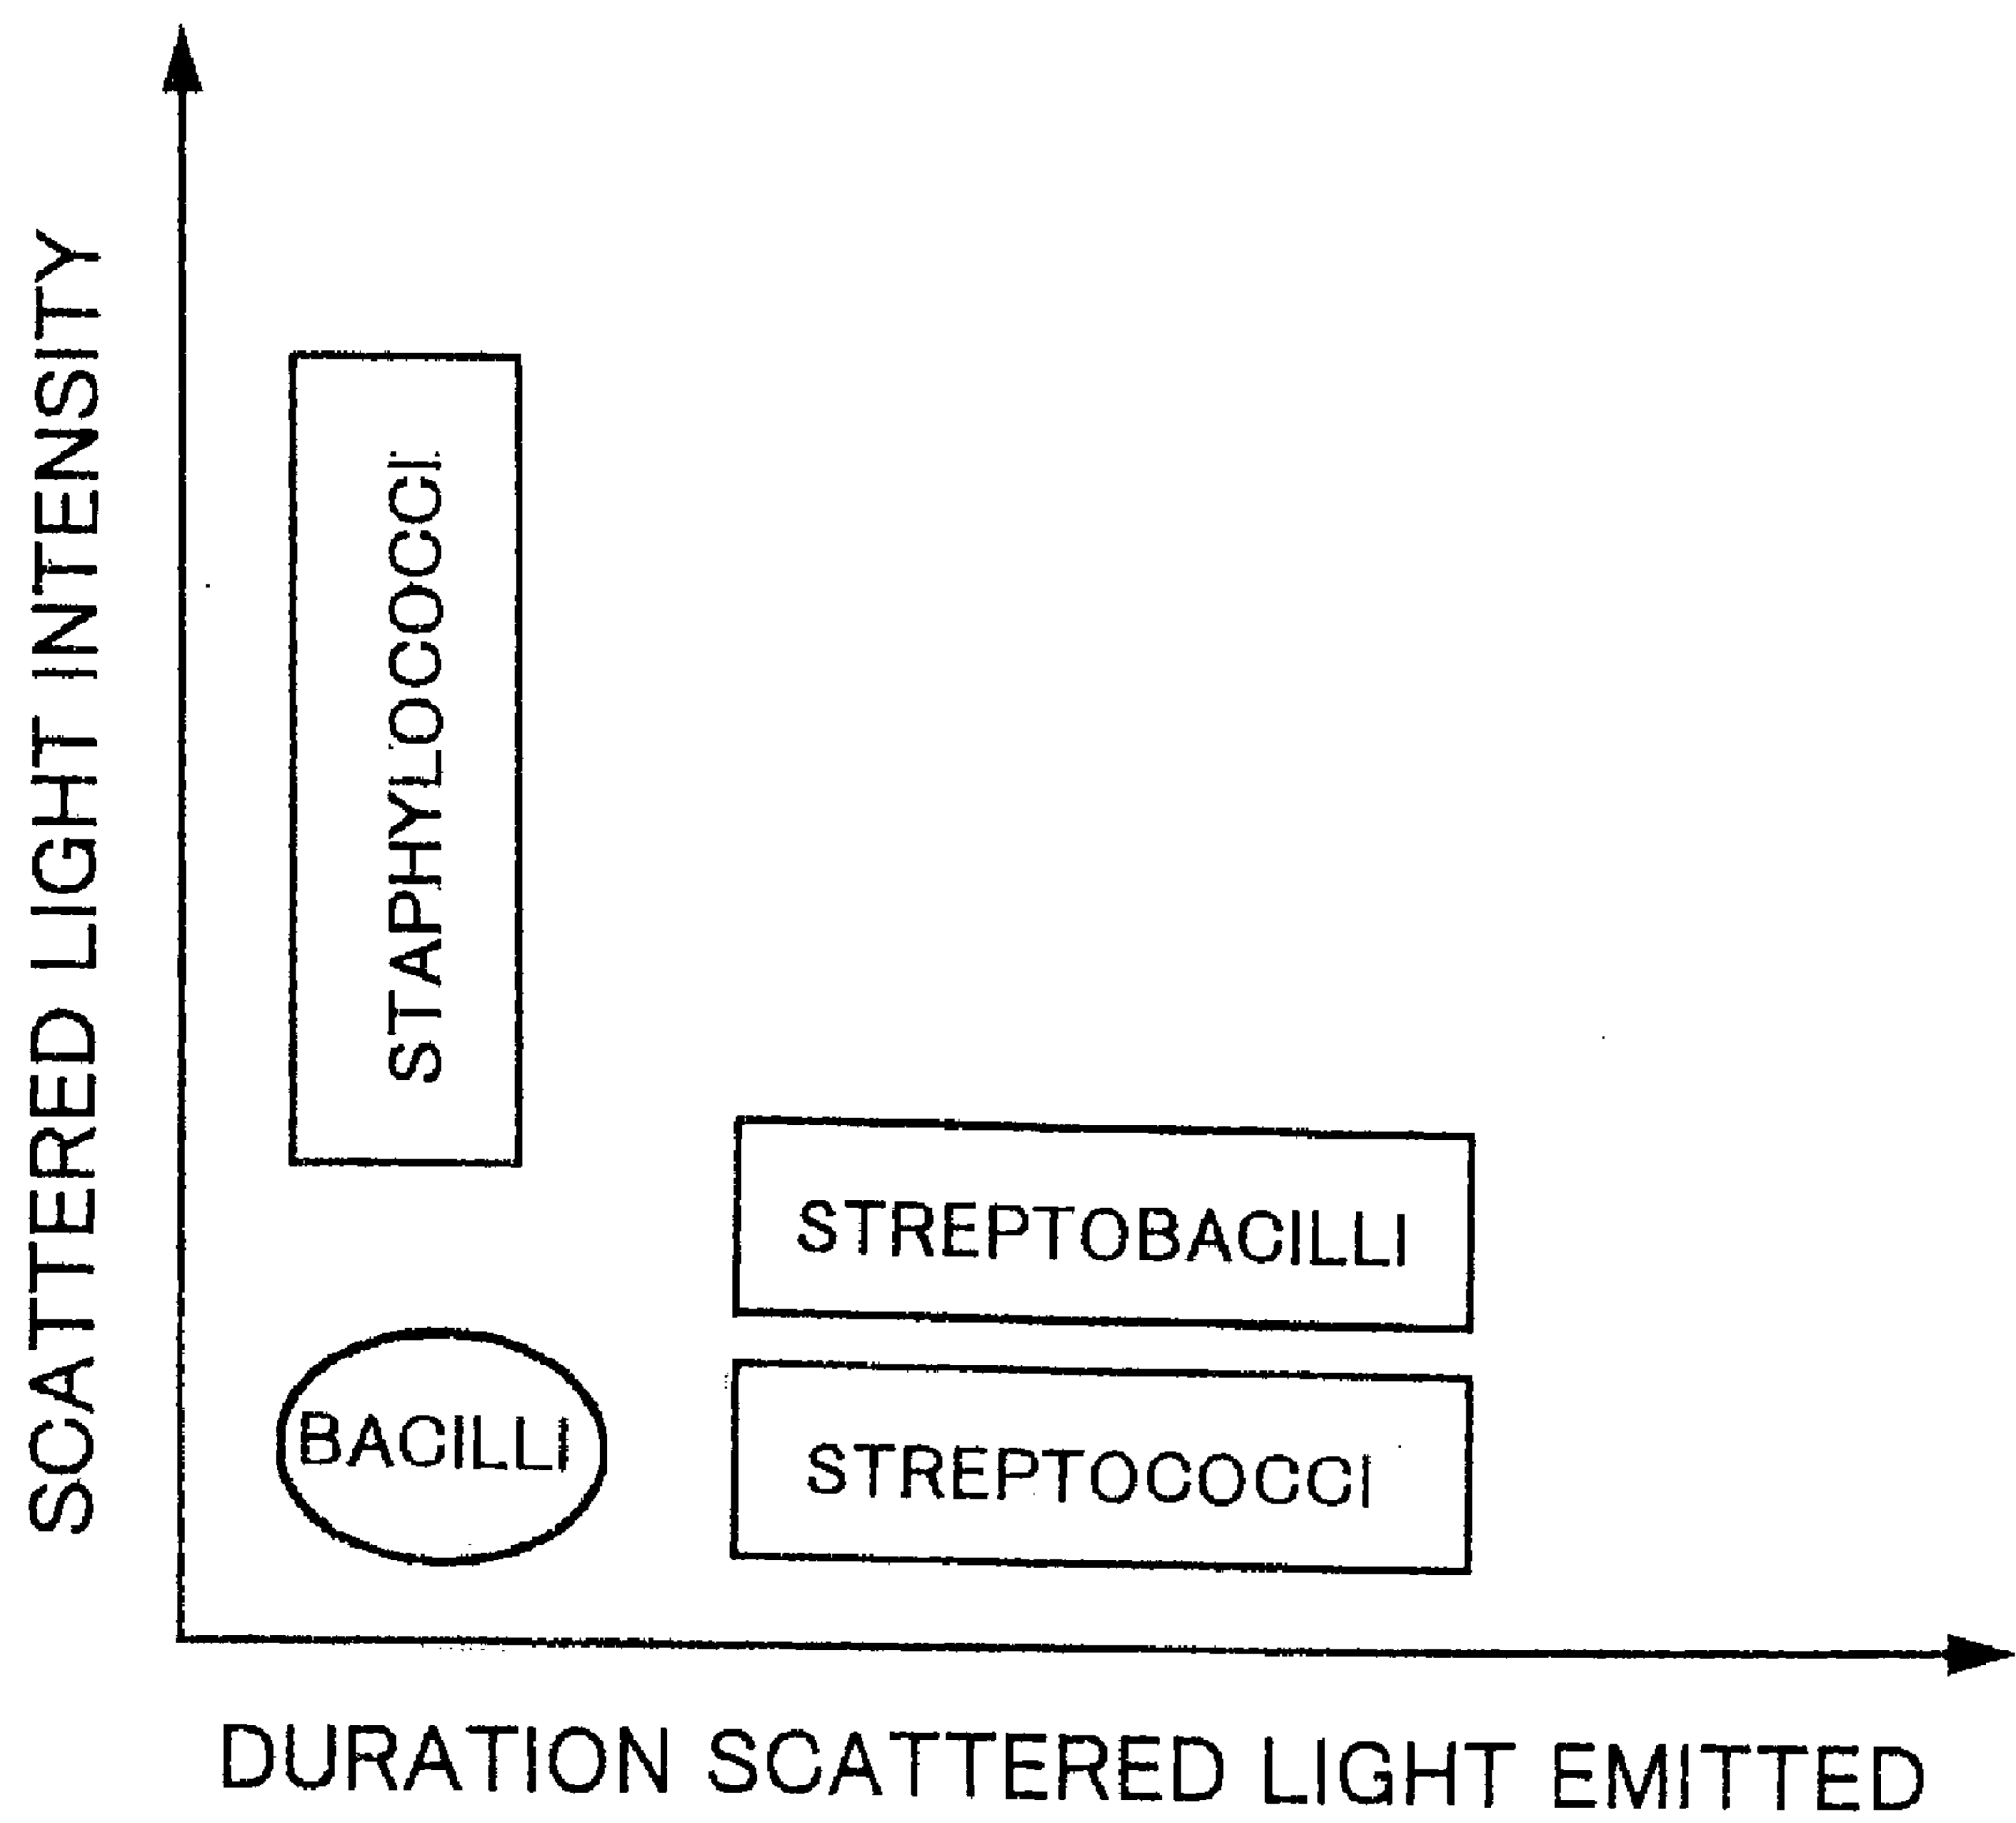 SCATTERED LIGHT INTENSITY
STAPHYLOCOCCI
STREPTOBACILLI
BACILLI
STREPTOCOCCI
DURATION SCATTERED LIGHT EMITTED